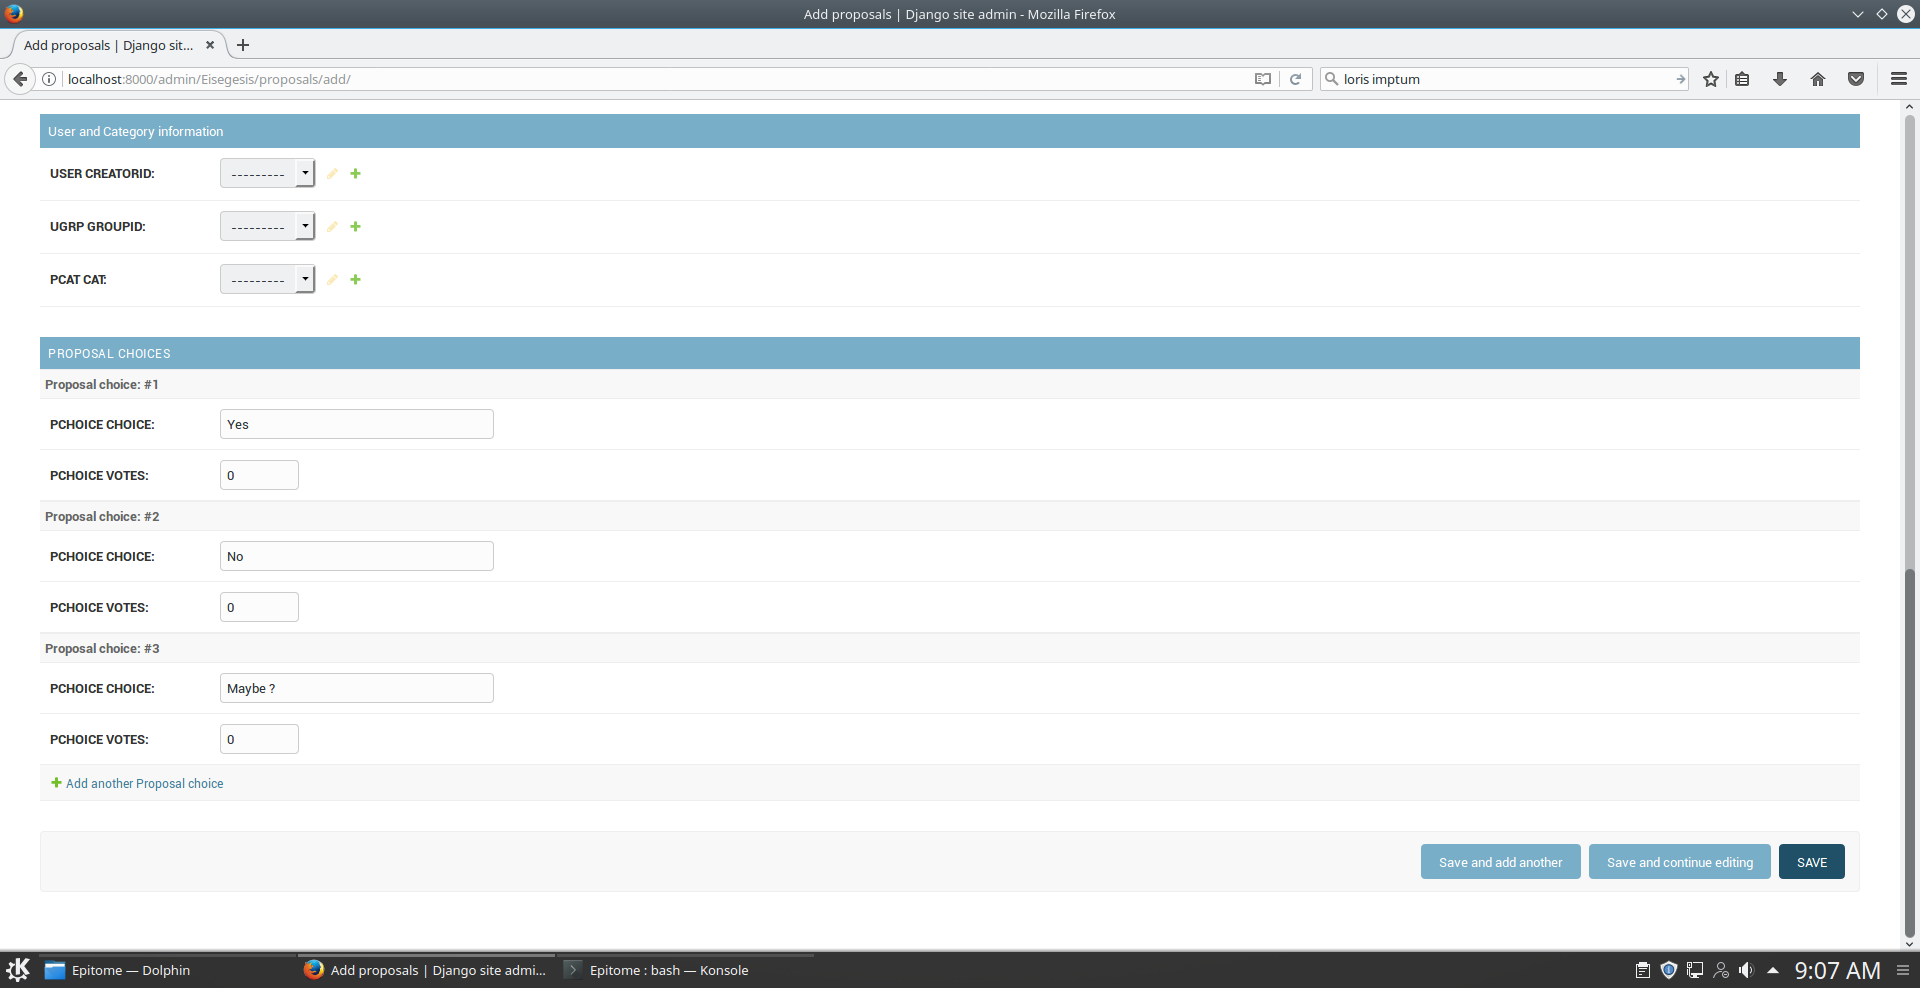 Add proposals | Django site admin - Mozilla Firefox
Add proposals | Django sit...
localhost:8000/admin/Eisegesis/proposals/add/
loris imptum
User and Category information
USER CREATORID:
---------
UGRP GROUPID:
---------
PCAT CAT:
---------
PROPOSAL CHOICES
Proposal choice: #1
PCHOICE CHOICE:
Yes
PCHOICE VOTES:
0
Proposal choice: #2
PCHOICE CHOICE:
No
PCHOICE VOTES:
0
Proposal choice: #3
PCHOICE CHOICE:
Maybe ?
PCHOICE VOTES:
0
Add another Proposal choice
Save and add another
Save and continue editing
SAVE
Epitome — Dolphin
Add proposals | Django site admi...
Epitome : bash — Konsole
9:07 AM